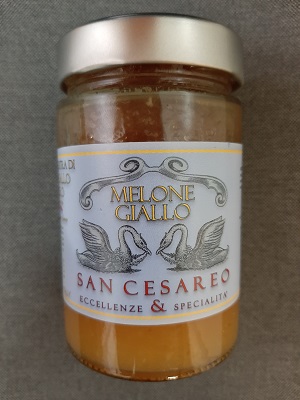 MELONE
GIALLO
SAN CESAREO
ECCELLENZE & SPECIALITA'